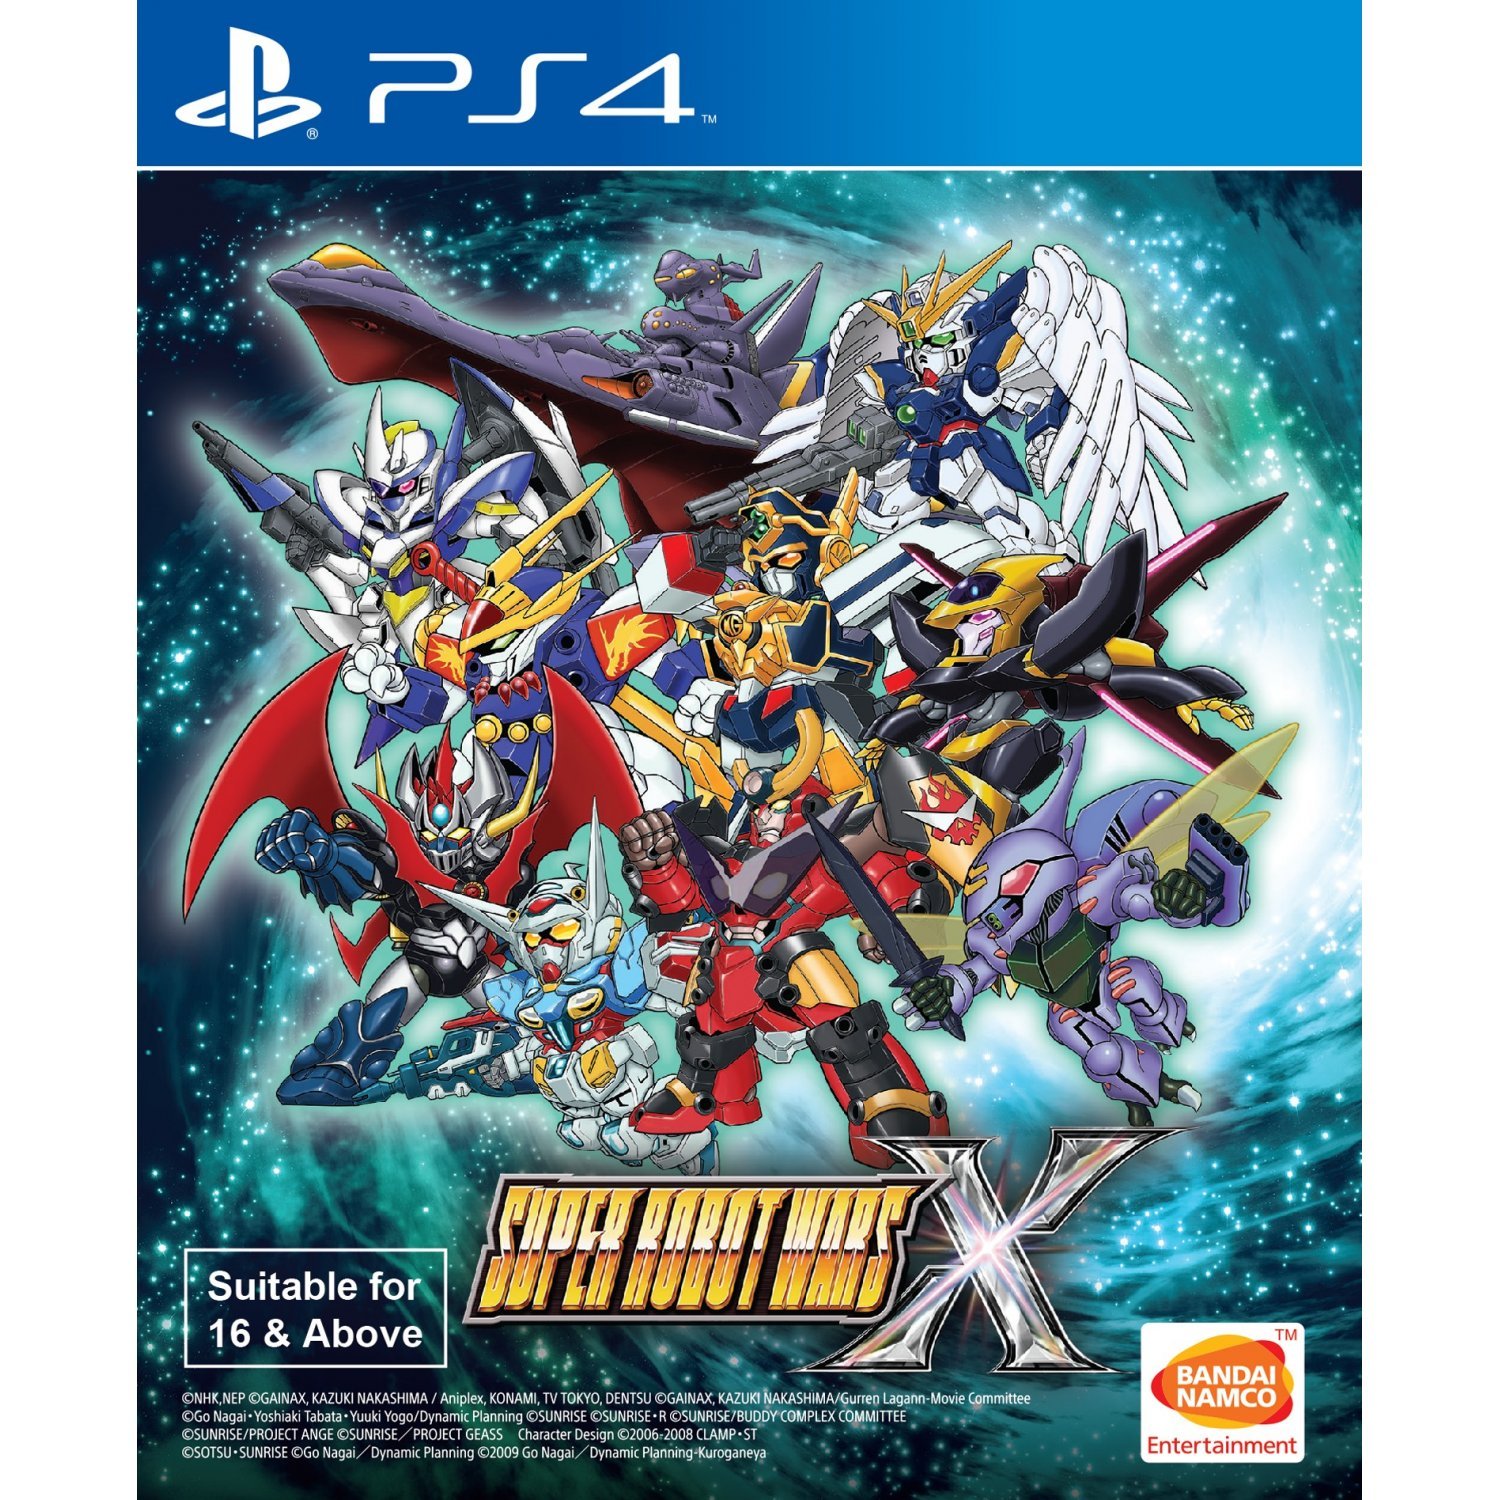 PS4™
®
MG
SUPER ROBOT WARS X
Suitable for
16 & Above
©NHK,NEP ©GAINAX, KAZUKI NAKASHIMA / Aniplex, KONAMI, TV TOKYO, DENTSU ©GAINAX, KAZUKI NAKASHIMA/Gurren Lagann-Movie Committee
©Go Nagai・Yoshiaki Tabata・Yuuki Yogo/Dynamic Planning ©SUNRISE ©SUNRISE・R ©SUNRISE/BUDDY COMPLEX COMMITTEE
©SUNRISE/PROJECT ANGE ©SUNRISE／PROJECT GEASS Character Design ©2006-2008 CLAMP・ST
©SOTSU・SUNRISE ©Go Nagai／Dynamic Planning ©2009 Go Nagai／Dynamic Planning-Kuroganeya
™
BANDAI
NAMCO
Entertainment